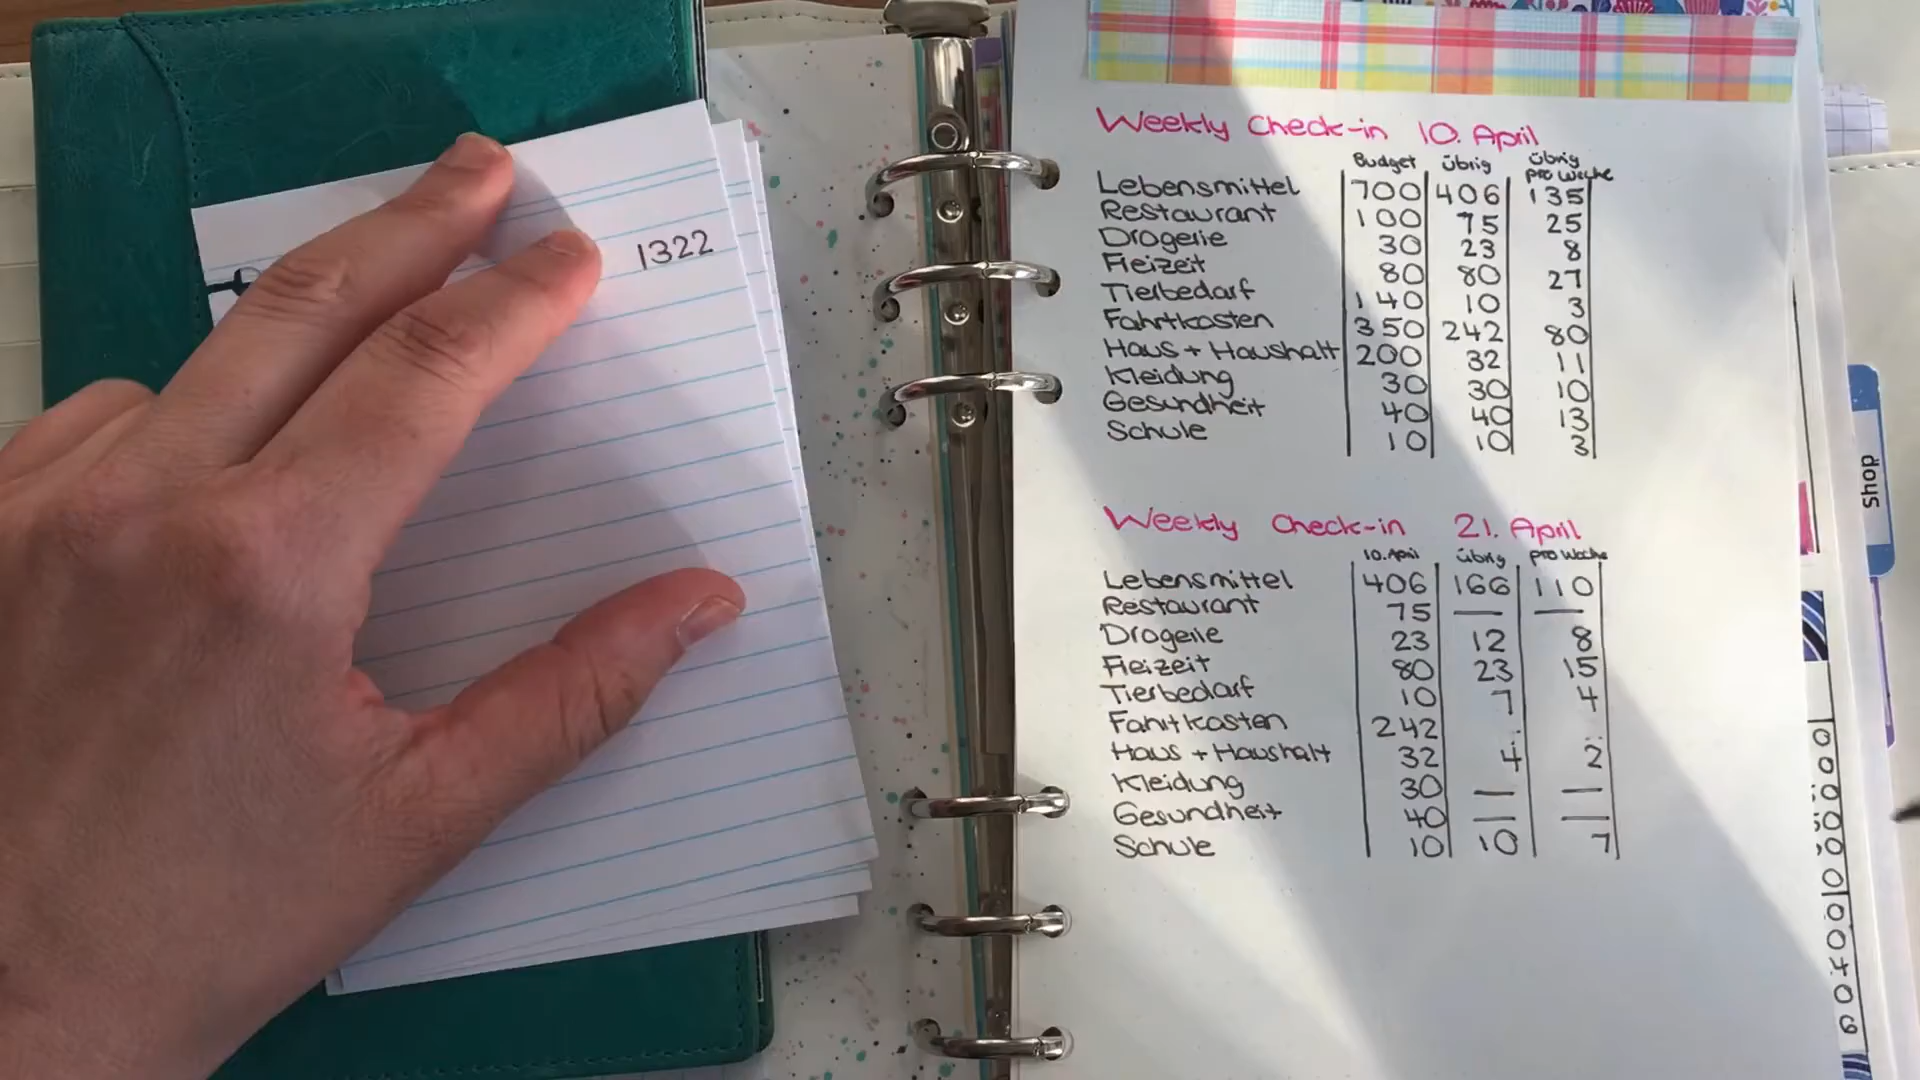 1322
Weekly Check-in 10. April
Budget übrig übrig pro Woche
Lebensmittel 700 406 135
Restaurant 100 75 25
Drogerie 30 23 8
Freizeit 80 80 27
Tierbedarf 140 10 3
Fahrtkosten 350 242 80
Haus + Haushalt 200 32 11
Kleidung 30 30 10
Gesundheit 40 40 13
Schule 10 10 3
Weekly Check-in 21. April
10. April übrig pro Woche
Lebensmittel 406 166 110
Restaurant 75 — —
Drogerie 23 12 8
Freizeit 80 23 15
Tierbedarf 10 7 4
Fahrtkosten 242
Haus + Haushalt 32 4 2
Kleidung 30 — —
Gesundheit 40 — —
Schule 10 10 7
shop